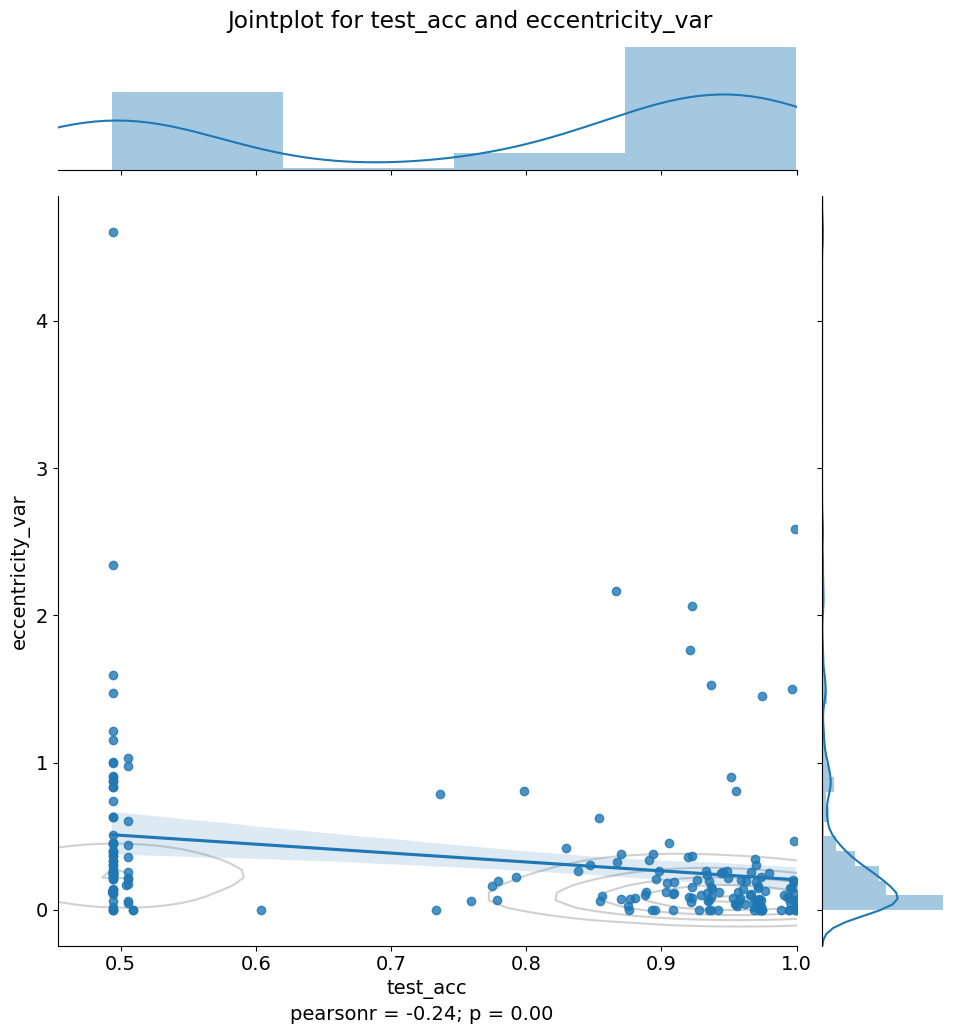 Jointplot for test_acc and eccentricity_var
0.5 0.6 0.7 0.8 0.9 1.0
4
3
2
1
0
eccentricity_var
test_acc
pearsonr = -0.24; p = 0.00